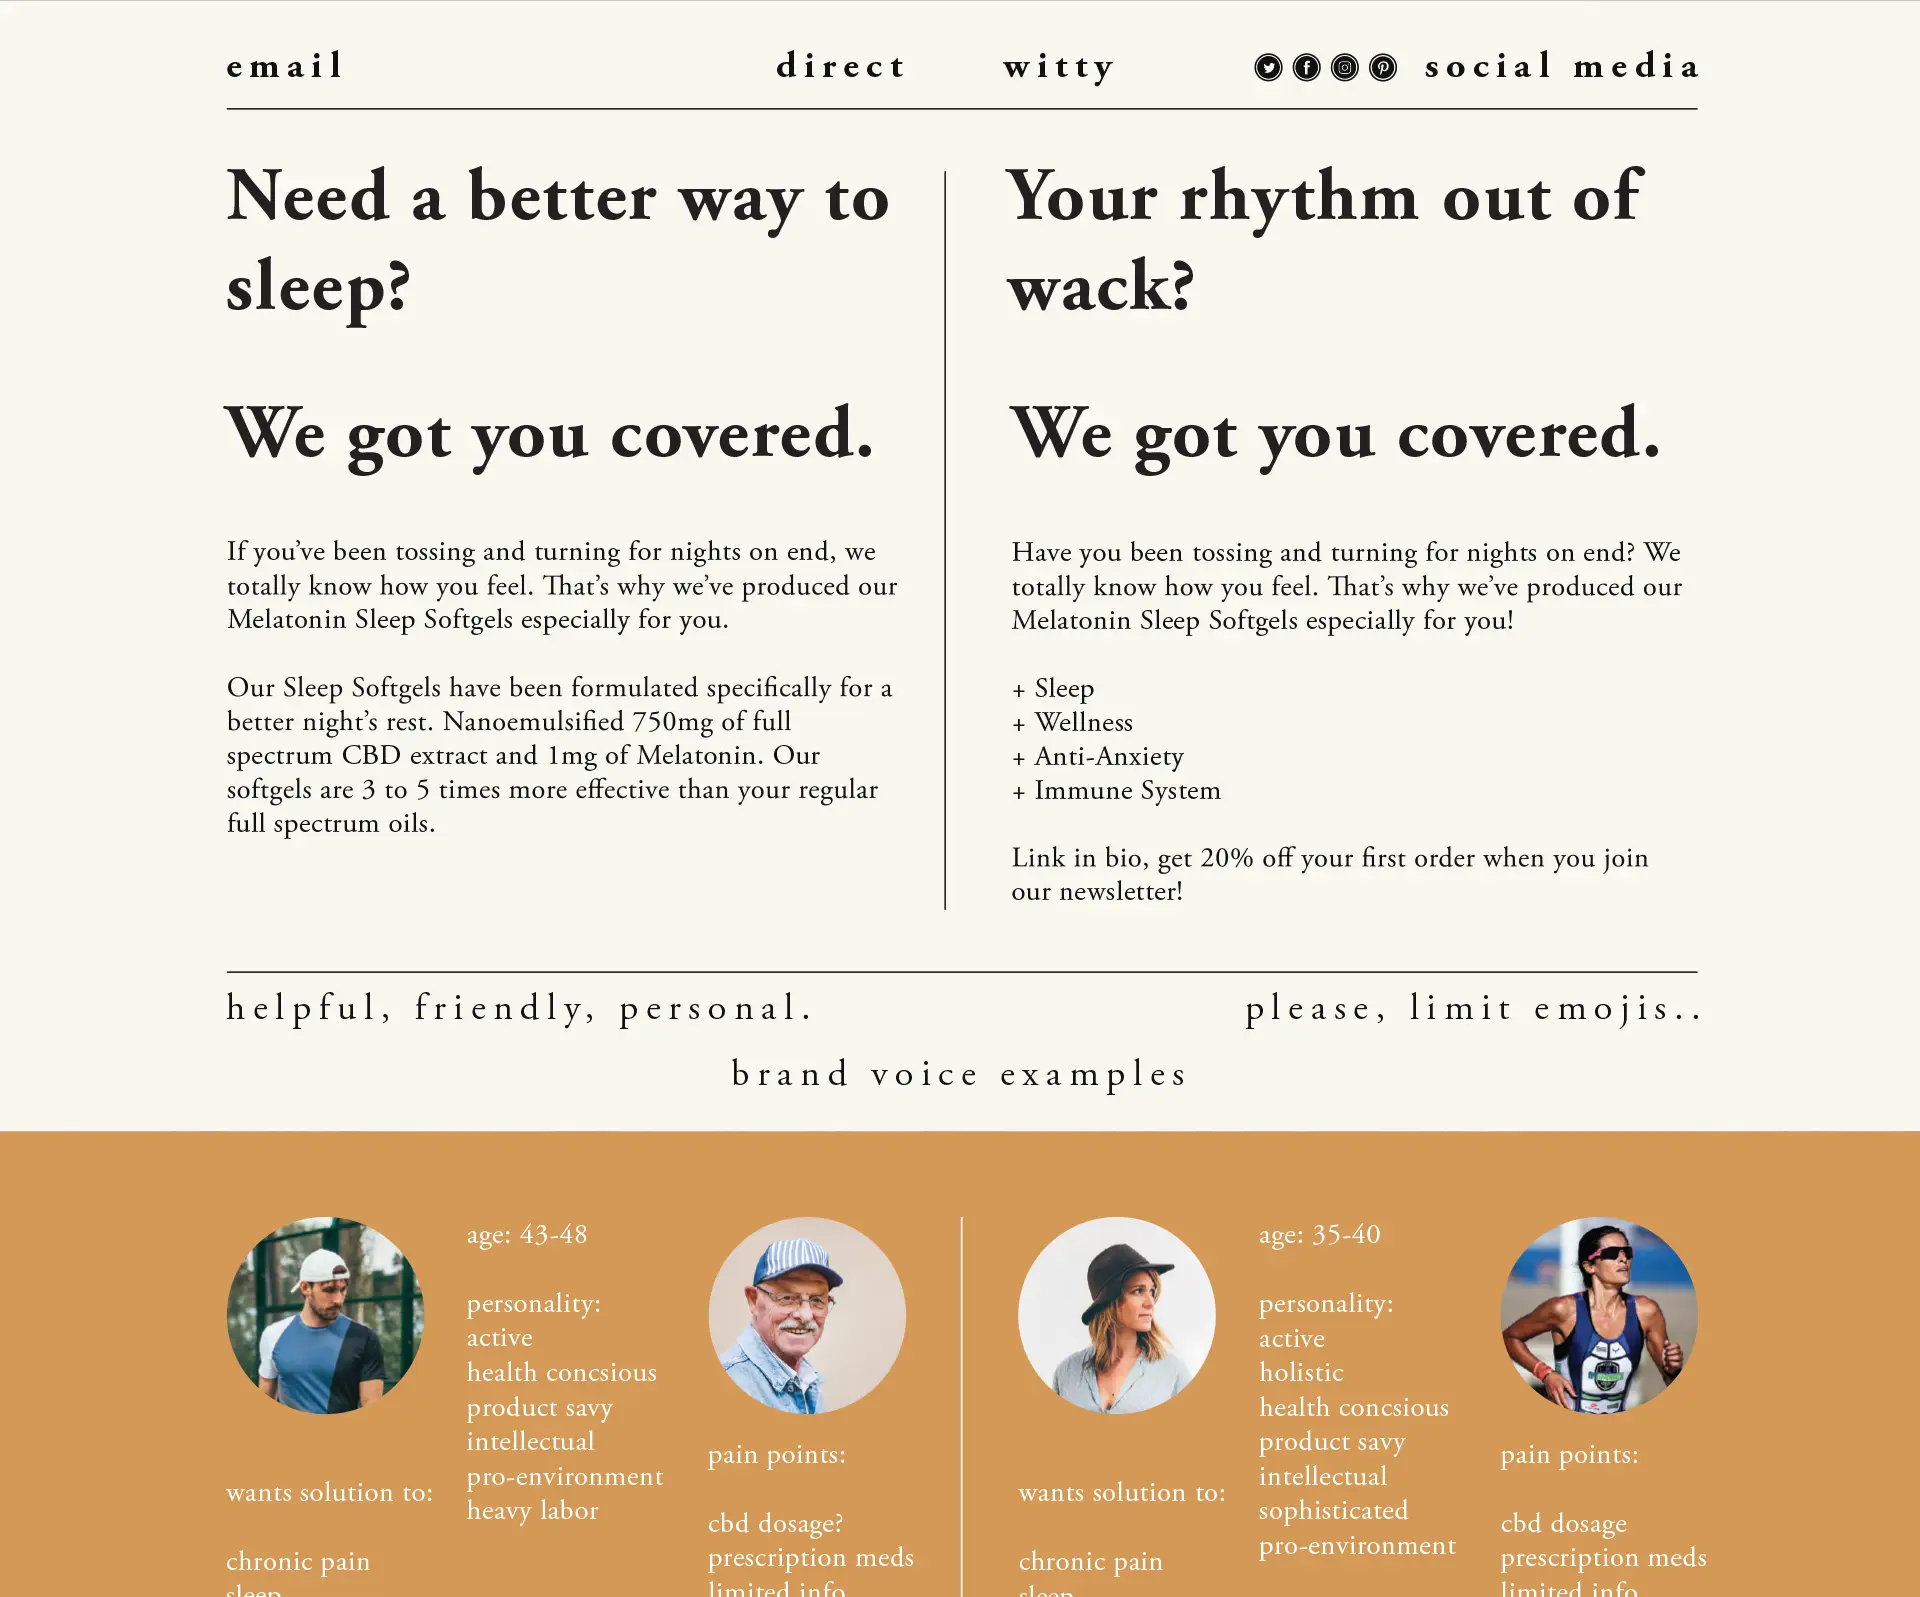 email
direct
witty
social media
Need a better way to
sleep?
We got you covered.
If you’ve been tossing and turning for nights on end, we
totally know how you feel. That’s why we’ve produced our
Melatonin Sleep Softgels especially for you.
Our Sleep Softgels have been formulated specifically for a
better night’s rest. Nanoemulsified 750mg of full
spectrum CBD extract and 1mg of Melatonin. Our
softgels are 3 to 5 times more effective than your regular
full spectrum oils.
Your rhythm out of
wack?
We got you covered.
Have you been tossing and turning for nights on end? We
totally know how you feel. That’s why we’ve produced our
Melatonin Sleep Softgels especially for you!
+ Sleep
+ Wellness
+ Anti-Anxiety
+ Immune System
Link in bio, get 20% off your first order when you join
our newsletter!
helpful, friendly, personal.
please, limit emojis..
brand voice examples
wants solution to:
chronic pain
sleep
age: 43-48
personality:
active
health concsious
product savy
intellectual
pro-environment
heavy labor
pain points:
cbd dosage?
prescription meds
limited info
wants solution to:
chronic pain
sleep
age: 35-40
personality:
active
holistic
health concsious
product savy
intellectual
sophisticated
pro-environment
pain points:
cbd dosage
prescription meds
limited info